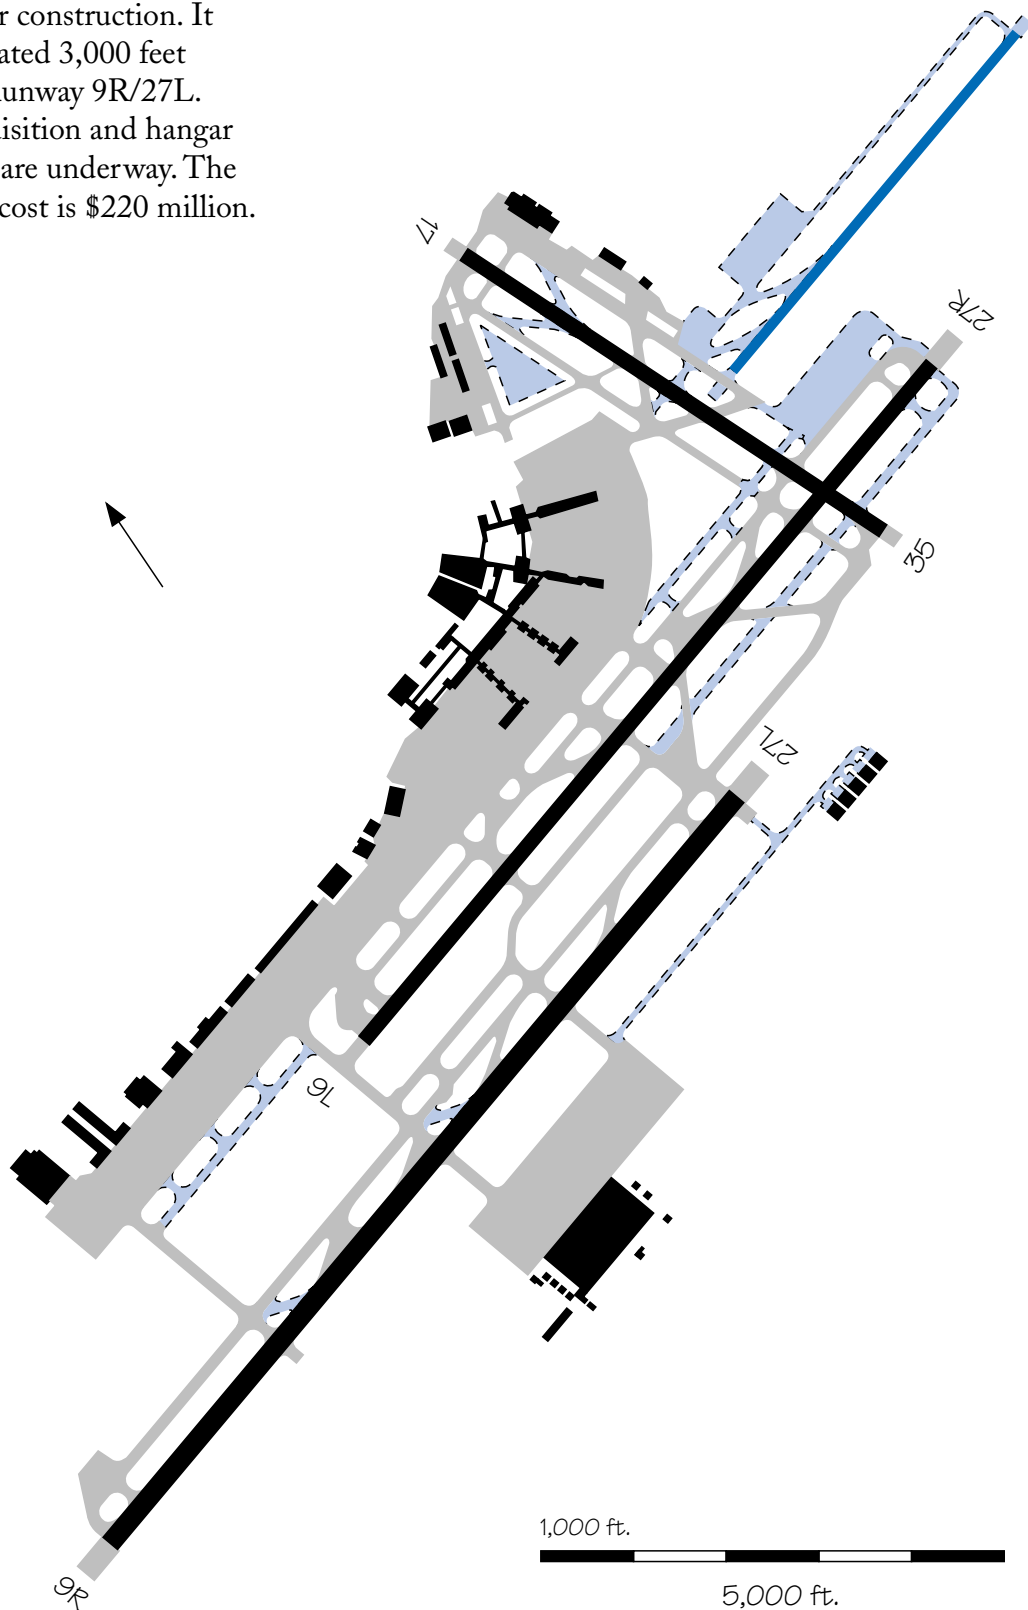 r construction. It
ated 3,000 feet
unway 9R/27L.
isition and hangar
are underway. The
cost is $220 million.
17
27R
35
27L
9L
1,000 ft.
5,000 ft.
9R